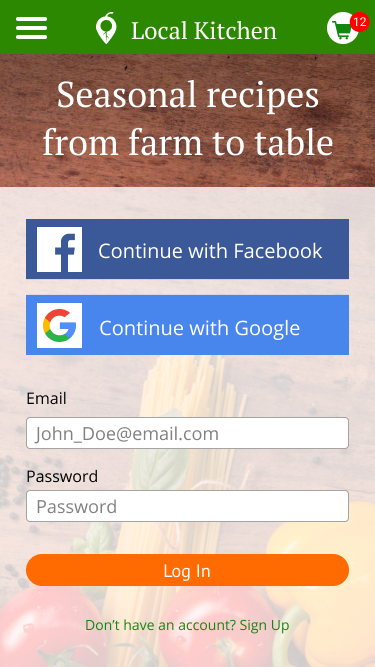 Local Kitchen
12
Seasonal recipes
from farm to table
Continue with Facebook
Continue with Google
Email
John_Doe@email.com
Password
Password
Log In
Don't have an account? Sign Up